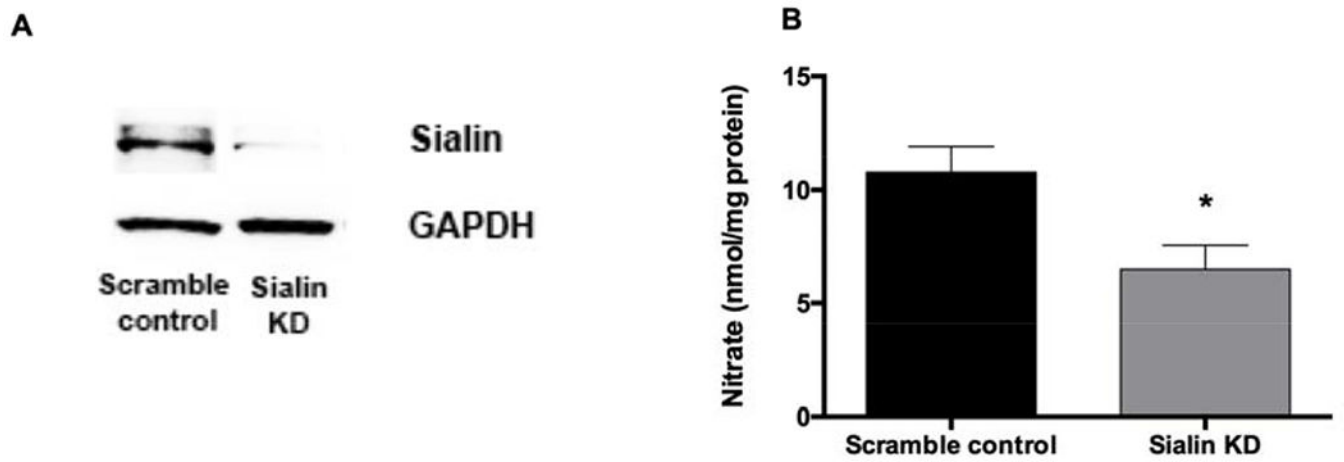 A
Sialin
GAPDH
Scramble
control
Sialin
KD
B
Nitrate (nmol/mg protein)
15
10
5
0
*
Scramble control
Sialin KD